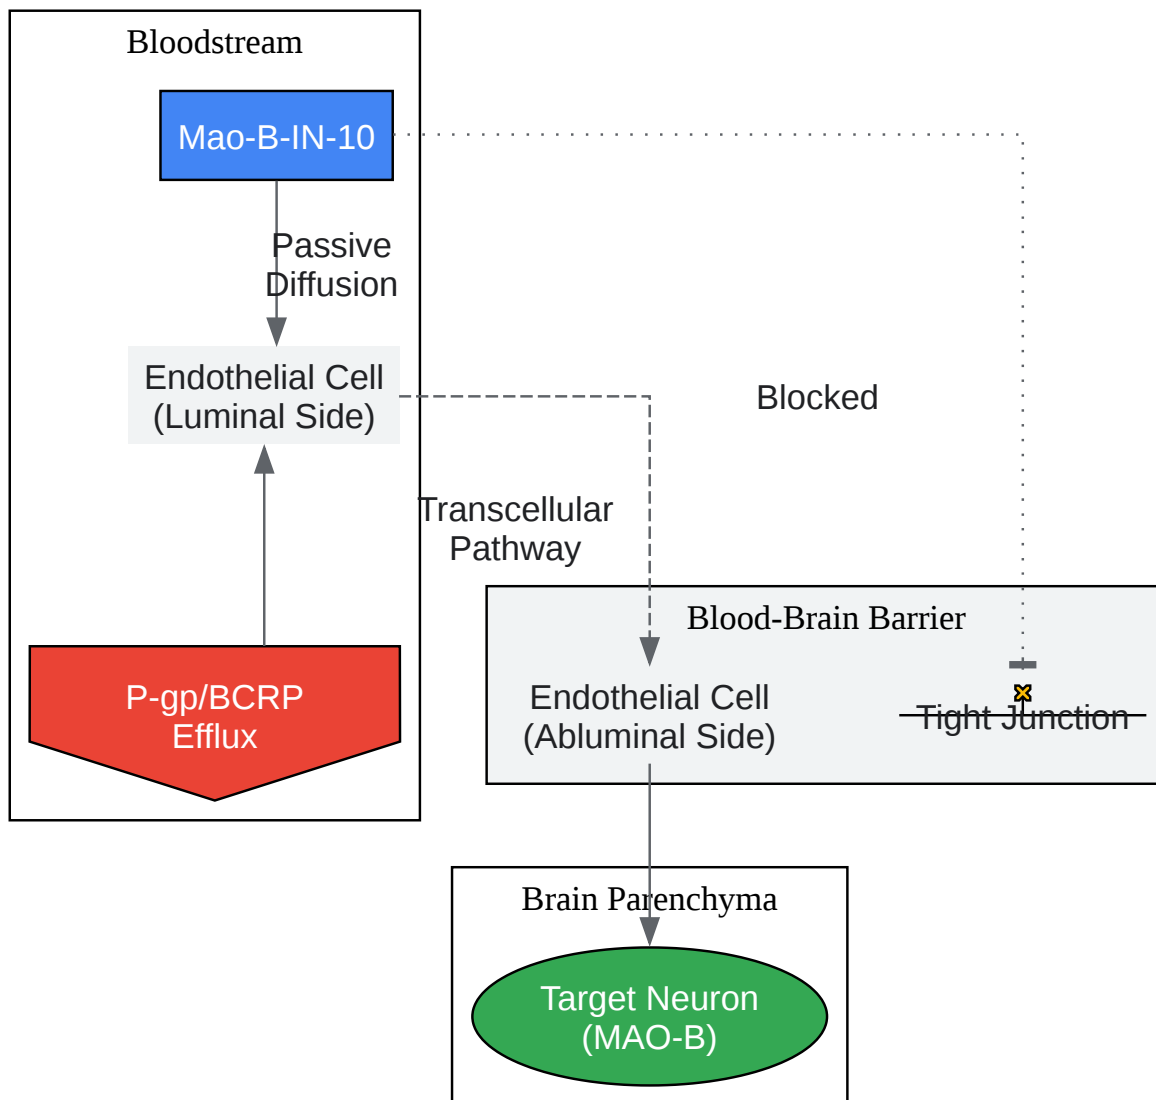 Bloodstream
Mao-B-IN-10
Passive
Diffusion
Endothelial Cell
(Luminal Side)
Blocked
Transcellular
Pathway
Blood-Brain Barrier
P-gp/BCRP
Efflux
Endothelial Cell
(Abluminal Side)
Tight Junction
Brain Parenchyma
Target Neuron
(MAO-B)